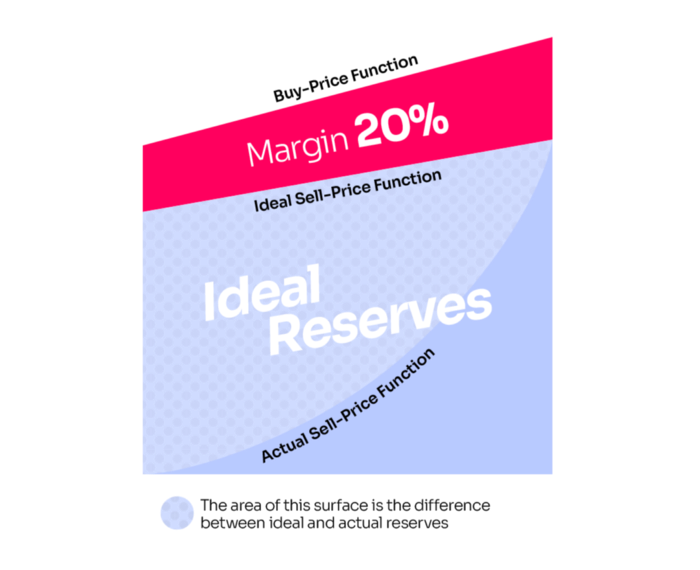 Buy-Price Function
Margin 20%
Ideal Sell-Price Function
Ideal
Reserves
Actual Sell-Price Function
The area of this surface is the difference
between ideal and actual reserves